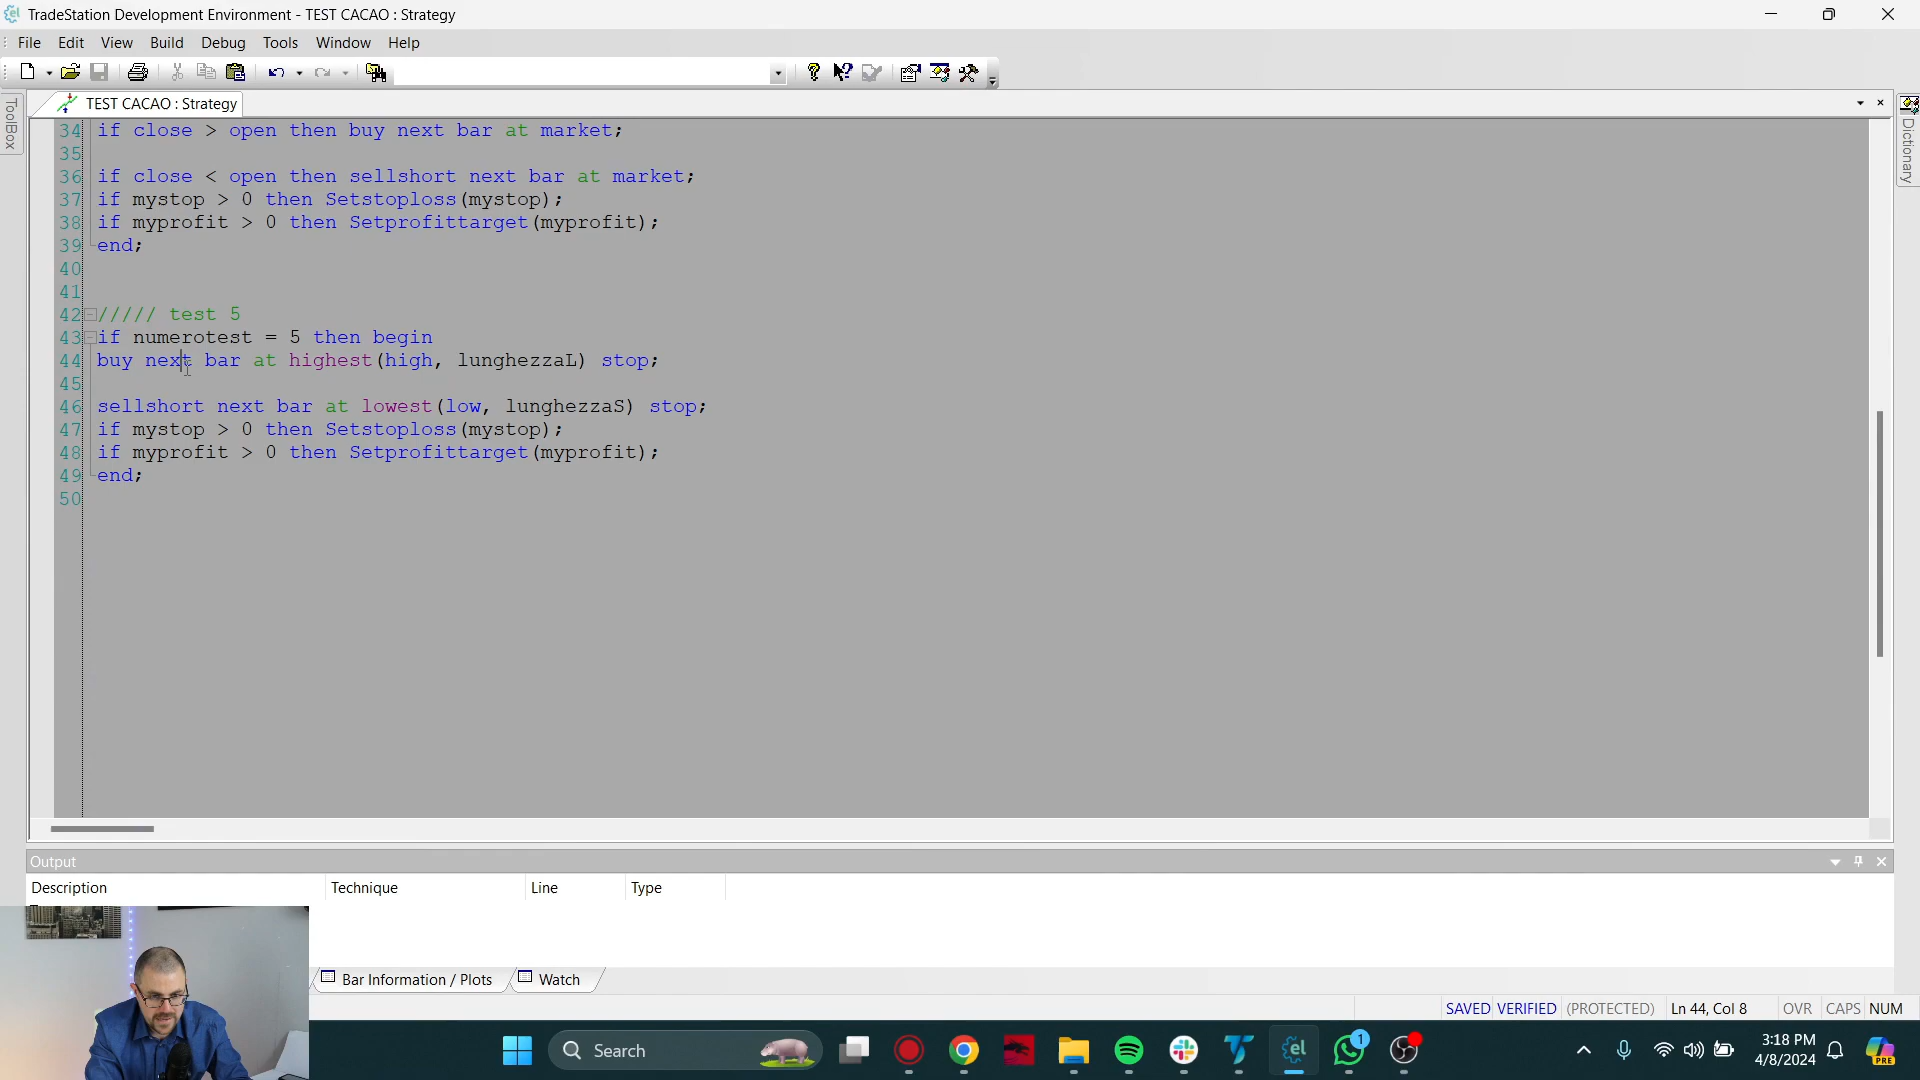 TradeStation Development Environment - TEST CACAO : Strategy
File Edit View Build Debug Tools Window Help
TEST CACAO : Strategy
ToolBox
Dictionary
34 if close > open then buy next bar at market;
35
36 if close < open then sellshort next bar at market;
37 if mystop > 0 then Setstoploss(mystop);
38 if myprofit > 0 then Setprofittarget(myprofit);
39 end;
40
41
42 ///// test 5
43 if numerotest = 5 then begin
44 buy next bar at highest(high, lunghezzaL) stop;
45
46 sellshort next bar at lowest(low, lunghezzaS) stop;
47 if mystop > 0 then Setstoploss(mystop);
48 if myprofit > 0 then Setprofittarget(myprofit);
49 end;
50
Output
Description Technique Line Type
Bar Information / Plots Watch
SAVED VERIFIED (PROTECTED) Ln 44, Col 8 OVR CAPS NUM
Search
el
1
3:18 PM
4/8/2024
PRE